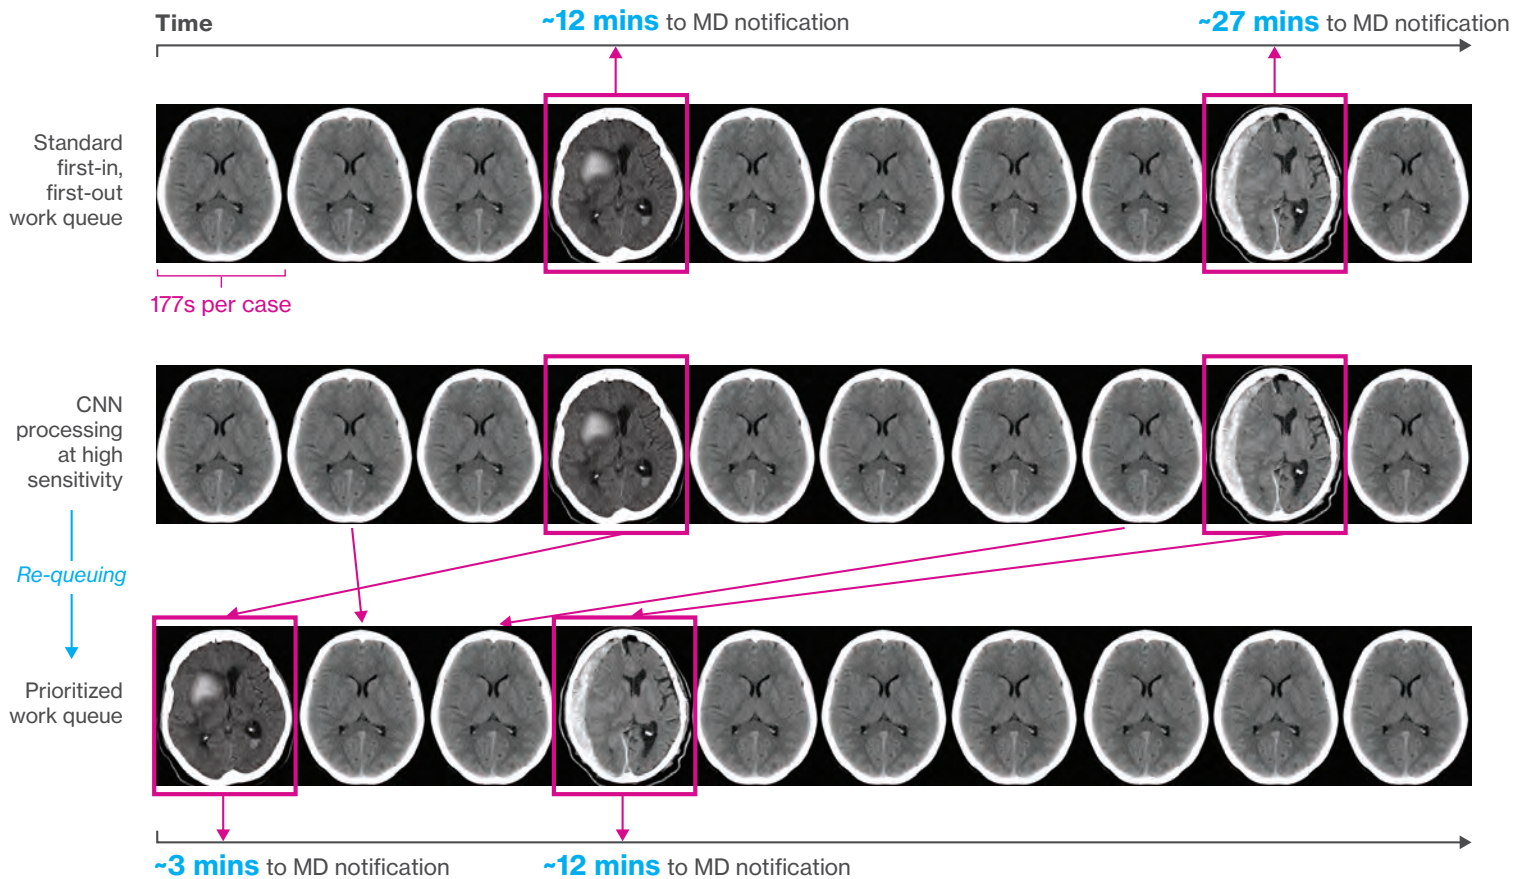 Time
~12 mins to MD notification
~27 mins to MD notification
Standard
first-in,
first-out
work queue
177s per case
CNN
processing
at high
sensitivity
Re-queuing
Prioritized
work queue
~3 mins to MD notification
~12 mins to MD notification